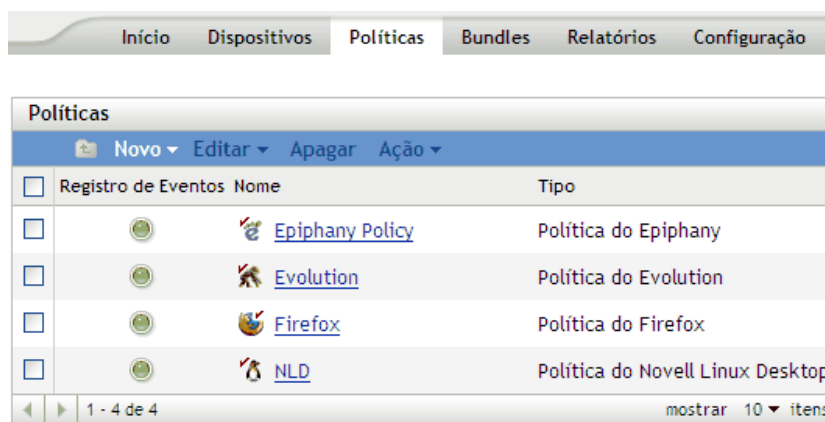 Início Dispositivos Políticas Bundles Relatórios Configuração
Políticas
Novo Editar Apagar Ação
Registro de Eventos Nome Tipo
Epiphany Policy Política do Epiphany
Evolution Política do Evolution
Firefox Política do Firefox
NLD Política do Novell Linux Desktop
1 - 4 de 4 mostrar 10 itens